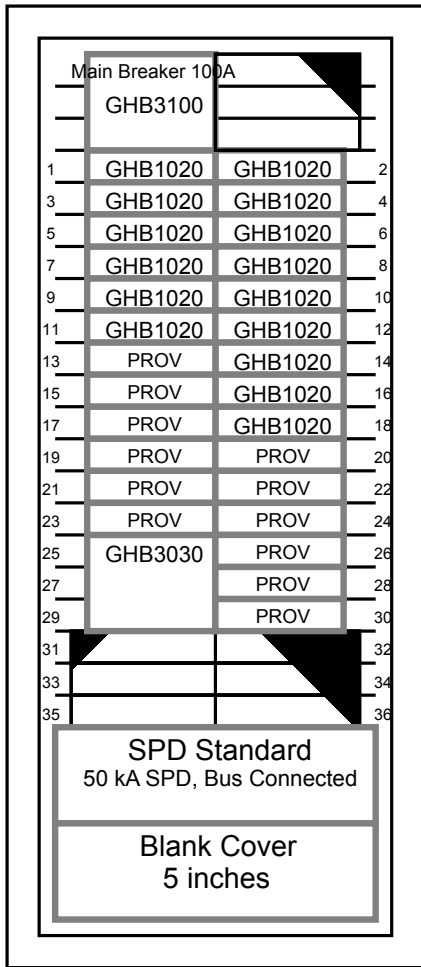 Main Breaker 100A
GHB3100
1 GHB1020 GHB1020 2
3 GHB1020 GHB1020 4
5 GHB1020 GHB1020 6
7 GHB1020 GHB1020 8
9 GHB1020 GHB1020 10
11 GHB1020 GHB1020 12
13 PROV GHB1020 14
15 PROV GHB1020 16
17 PROV GHB1020 18
19 PROV PROV 20
21 PROV PROV 22
23 PROV PROV 24
25 GHB3030 PROV 26
27 PROV 28
29 PROV 30
31 32
33 34
35 36
SPD Standard
50 kA SPD, Bus Connected
Blank Cover
5 inches